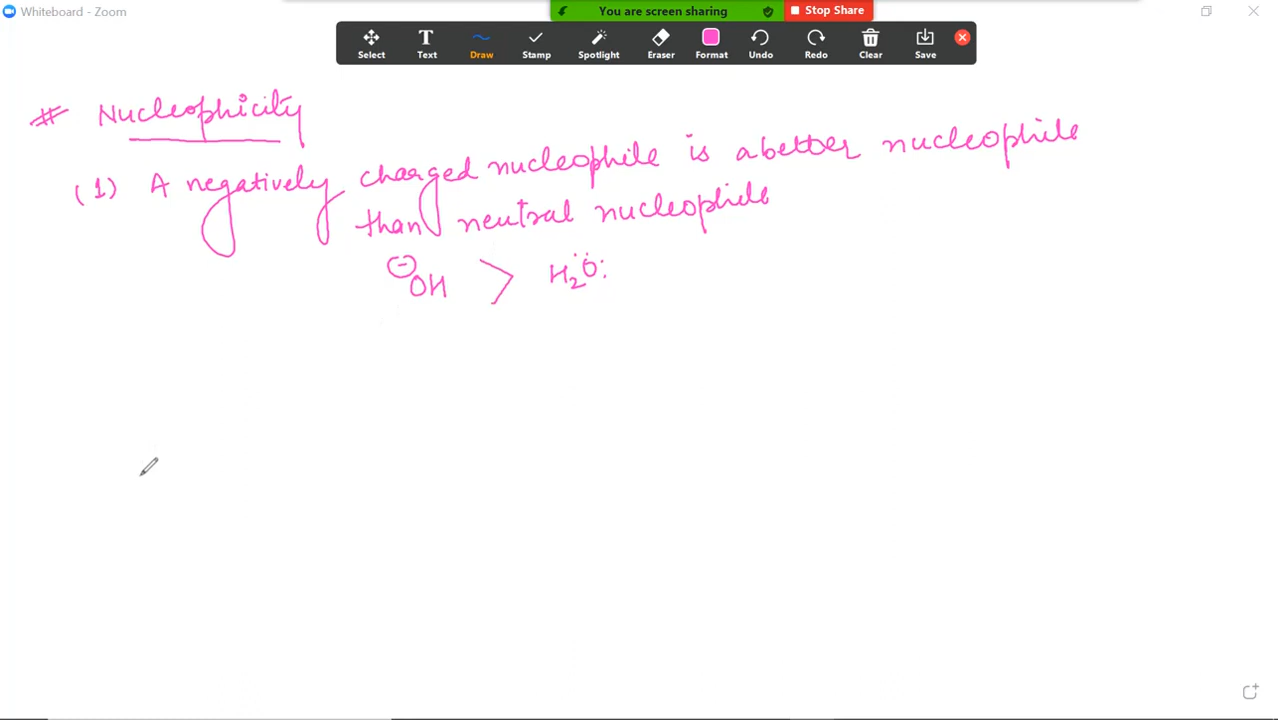 Whiteboard - Zoom
You are screen sharing
Stop Share
Select Text Draw Stamp Spotlight Eraser Format Undo Redo Clear Save
# Nucleophicity
(1) A negatively charged nucleophile is a better nucleophile
than neutral nucleophile
⊖OH > H₂Ö: